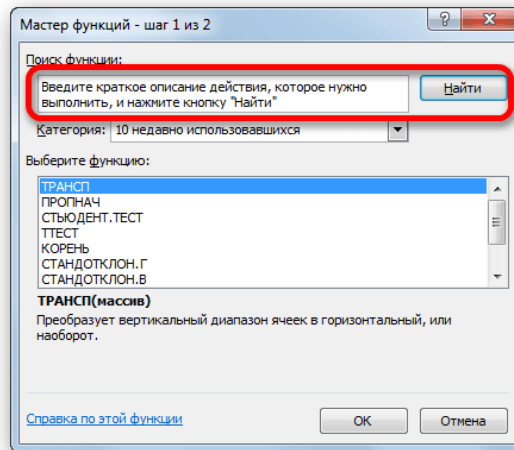 Мастер функций - шаг 1 из 2
Поиск функции:
Введите краткое описание действия, которое нужно
выполнить, и нажмите кнопку "Найти"
Найти
Категория: 10 недавно использовавшихся
Выберите функцию:
ТРАНСП
ПРОПНАЧ
СТЬЮДЕНТ.ТЕСТ
ТТЕСТ
КОРЕНЬ
СТАНДОТКЛОН.Г
СТАНДОТКЛОН.В
ТРАНСП(массив)
Преобразует вертикальный диапазон ячеек в горизонтальный, или
наоборот.
Справка по этой функции
ОК
Отмена